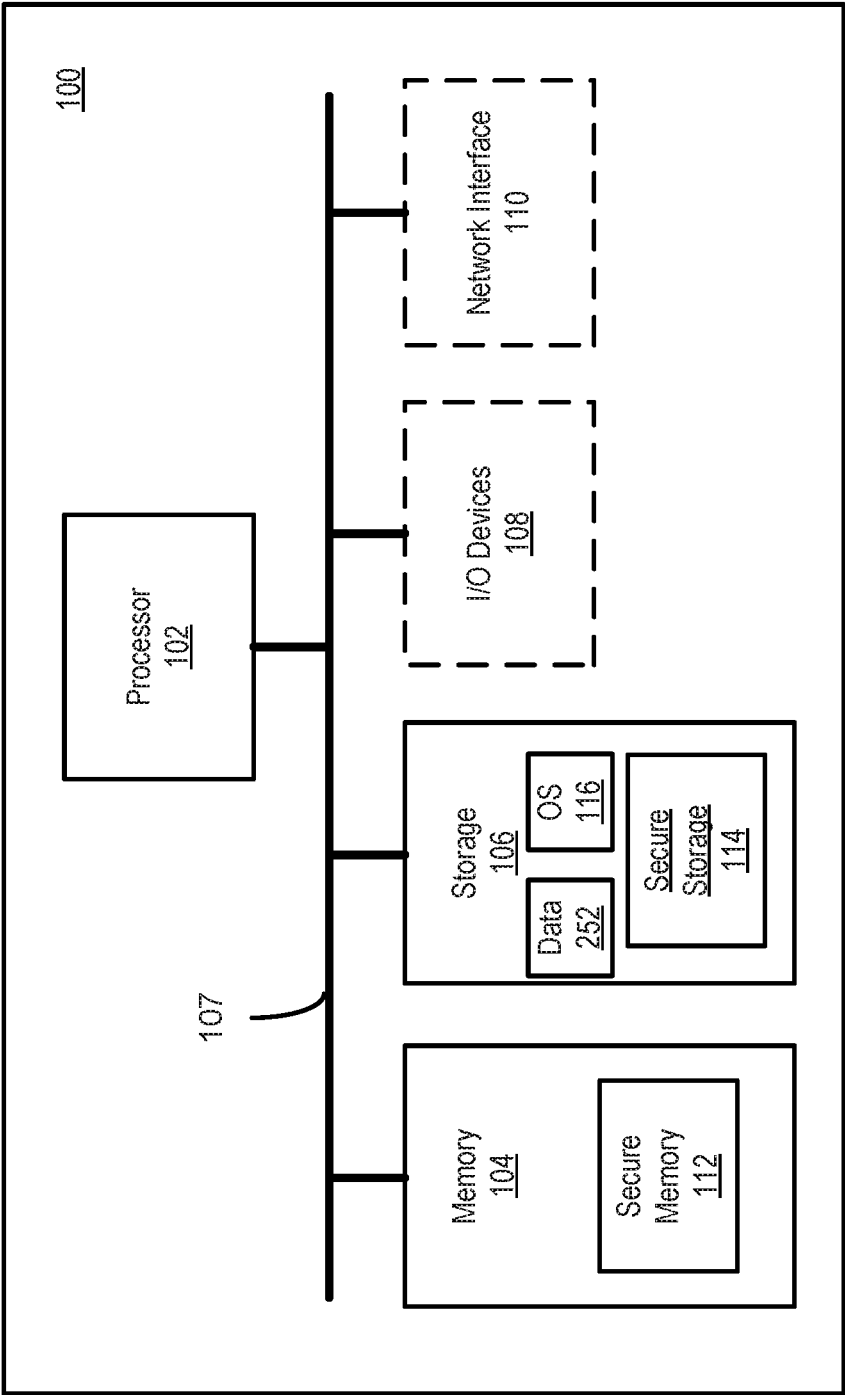 100
Processor
102
107
Memory
104
Secure
Memory
112
Storage
106
Data
252
OS
116
Secure
Storage
114
I/O Devices
108
Network Interface
110